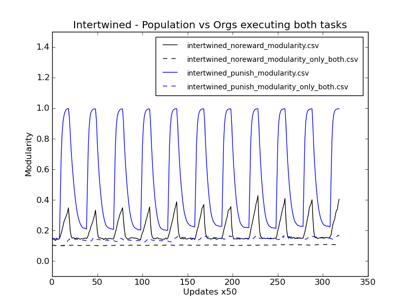 Intertwined - Population vs Orgs executing both tasks
intertwined_noreward_modularity.csv
intertwined_noreward_modularity_only_both.csv
intertwined_punish_modularity.csv
intertwined_punish_modularity_only_both.csv
Modularity
1.4
1.2
1.0
0.8
0.6
0.4
0.2
0.0
0 50 100 150 200 250 300 350
Updates x50